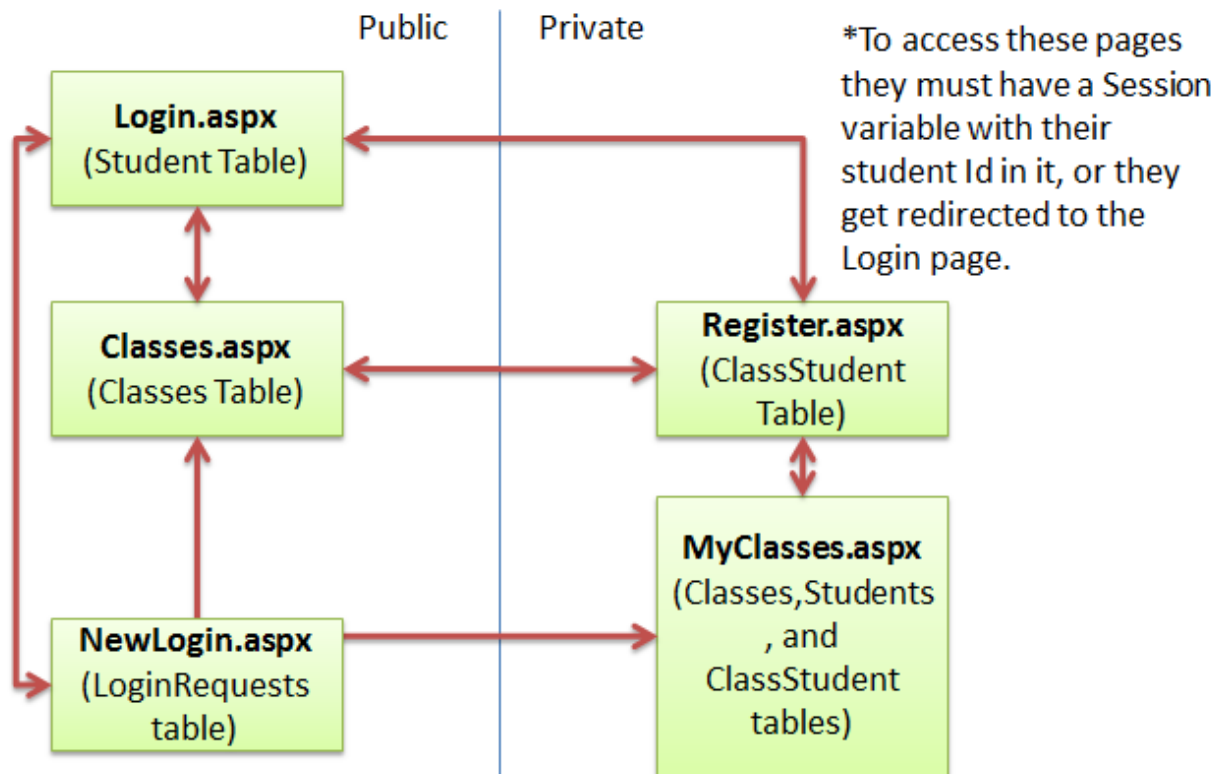 Public
Private
*To access these pages
they must have a Session
variable with their
student Id in it, or they
get redirected to the
Login page.
Login.aspx
(Student Table)
Classes.aspx
(Classes Table)
Register.aspx
(ClassStudent
Table)
NewLogin.aspx
(LoginRequests
table)
MyClasses.aspx
(Classes,Students
, and
ClassStudent
tables)